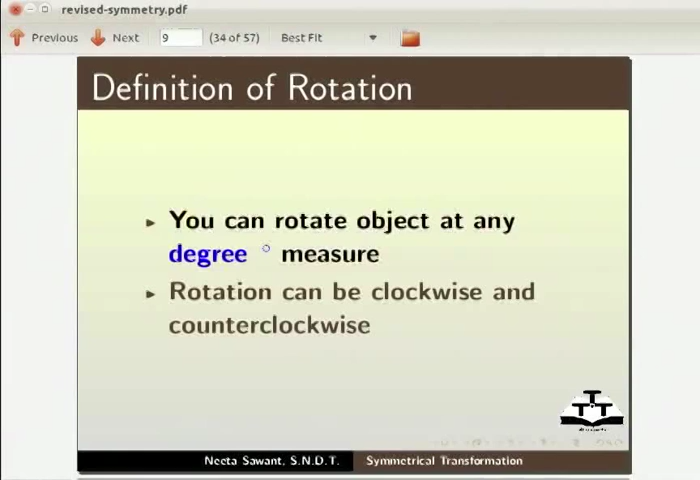 revised-symmetry.pdf
Previous Next 9 (34 of 57) Best Fit
Definition of Rotation
You can rotate object at any
degree ° measure
Rotation can be clockwise and
counterclockwise
T
T T
Neeta Sawant, S.N.D.T. Symmetrical Transformation